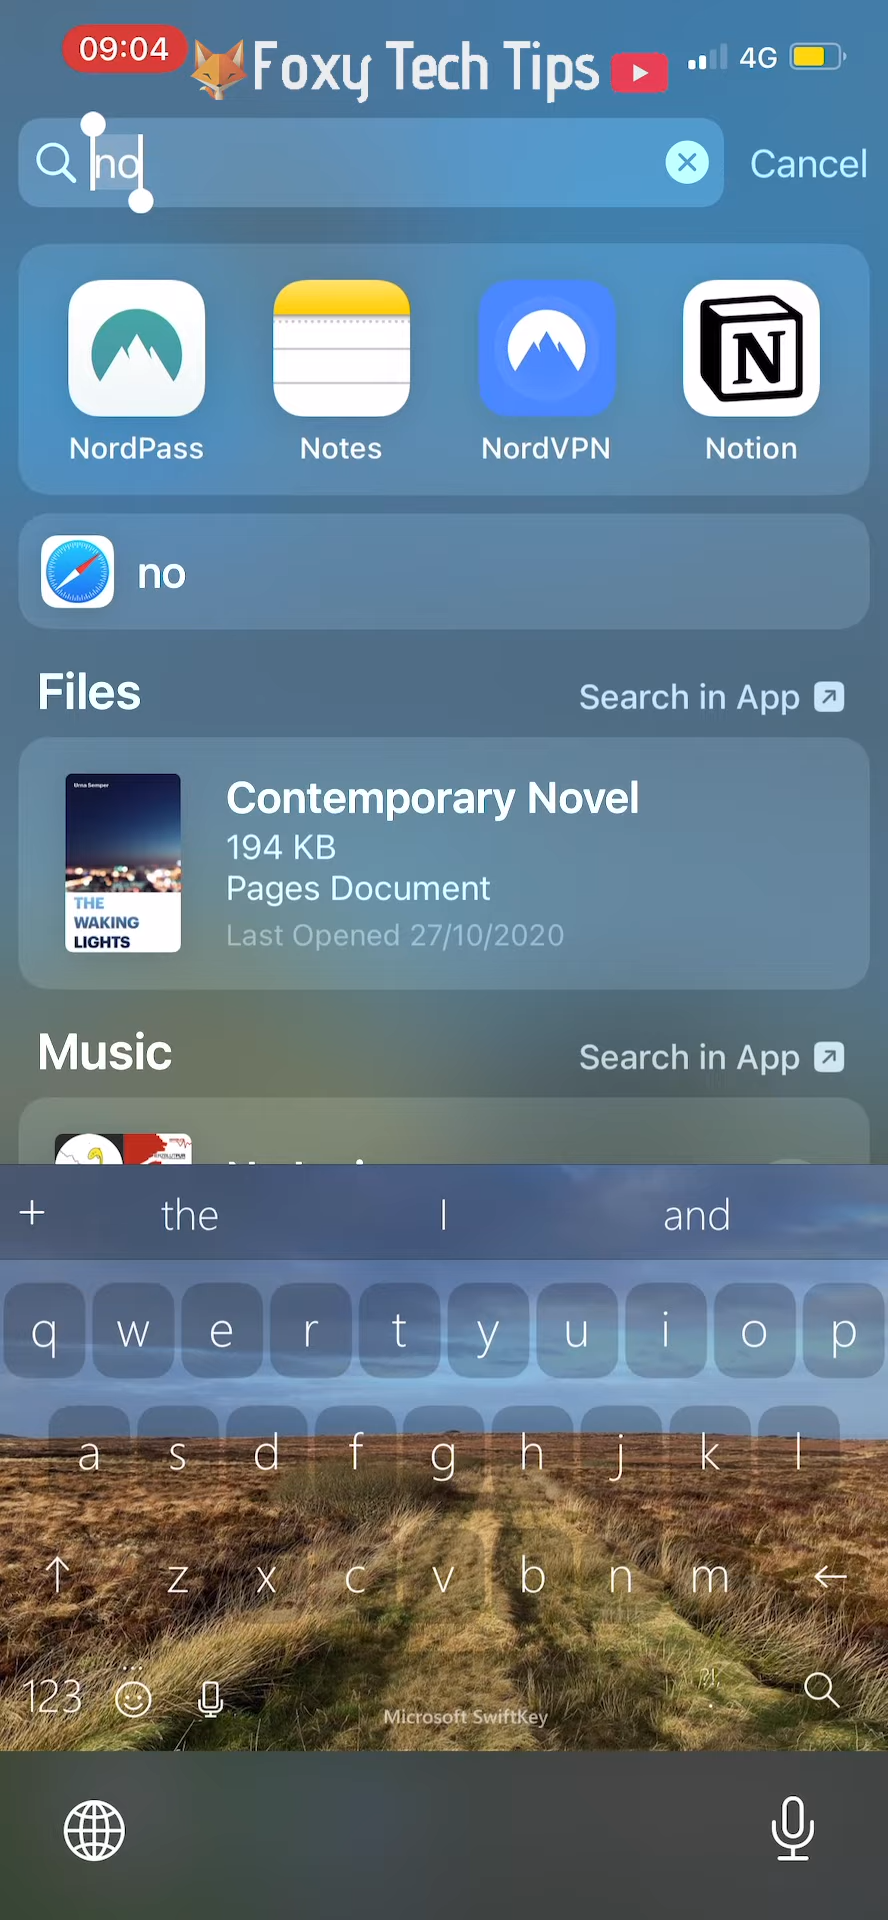 09:04
Foxy Tech Tips
4G
no
Cancel
NordPass
Notes
NordVPN
Notion
N
no
Files
Search in App
Urna Semper
THE
WAKING
LIGHTS
Contemporary Novel
194 KB
Pages Document
Last Opened 27/10/2020
Music
Search in App
+ the I and
q w e r t y u i o p
a s d f g h j k l
z x c v b n m
123
Microsoft SwiftKey
?!,
.